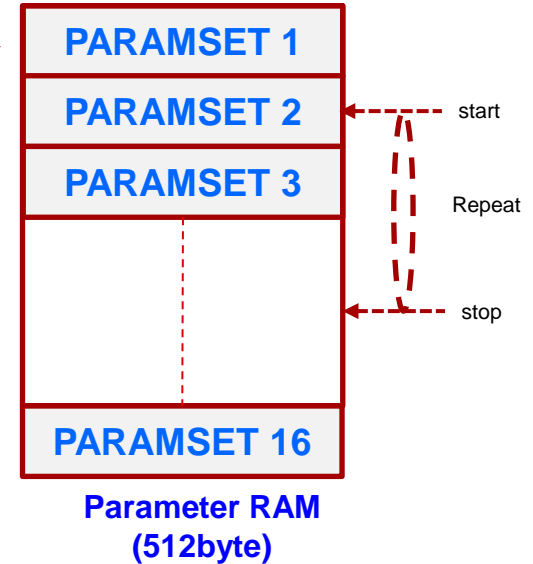 PARAMSET 1
PARAMSET 2
start
PARAMSET 3
Repeat
stop
PARAMSET 16
Parameter RAM
(512byte)